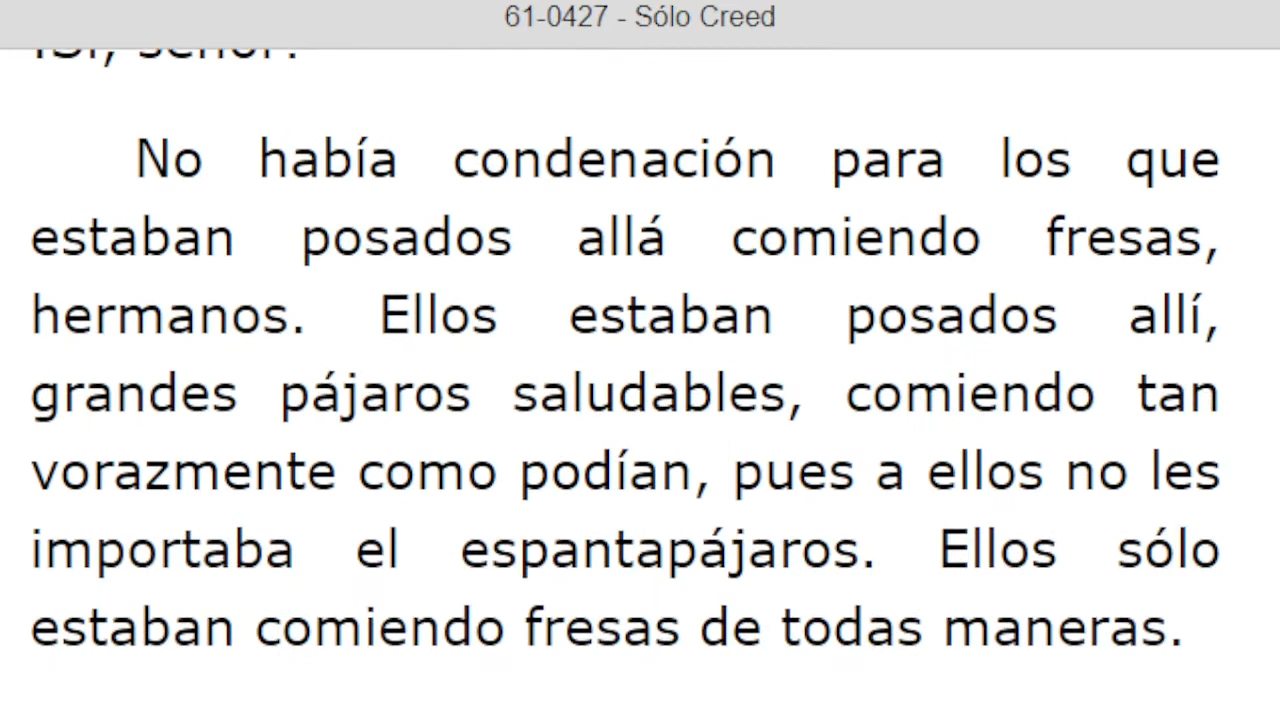 61-0427 - Sólo Creed
¡Sí, señor!
No había condenación para los que
estaban posados allá comiendo fresas,
hermanos. Ellos estaban posados allí,
grandes pájaros saludables, comiendo tan
vorazmente como podían, pues a ellos no les
importaba el espantapájaros. Ellos sólo
estaban comiendo fresas de todas maneras.